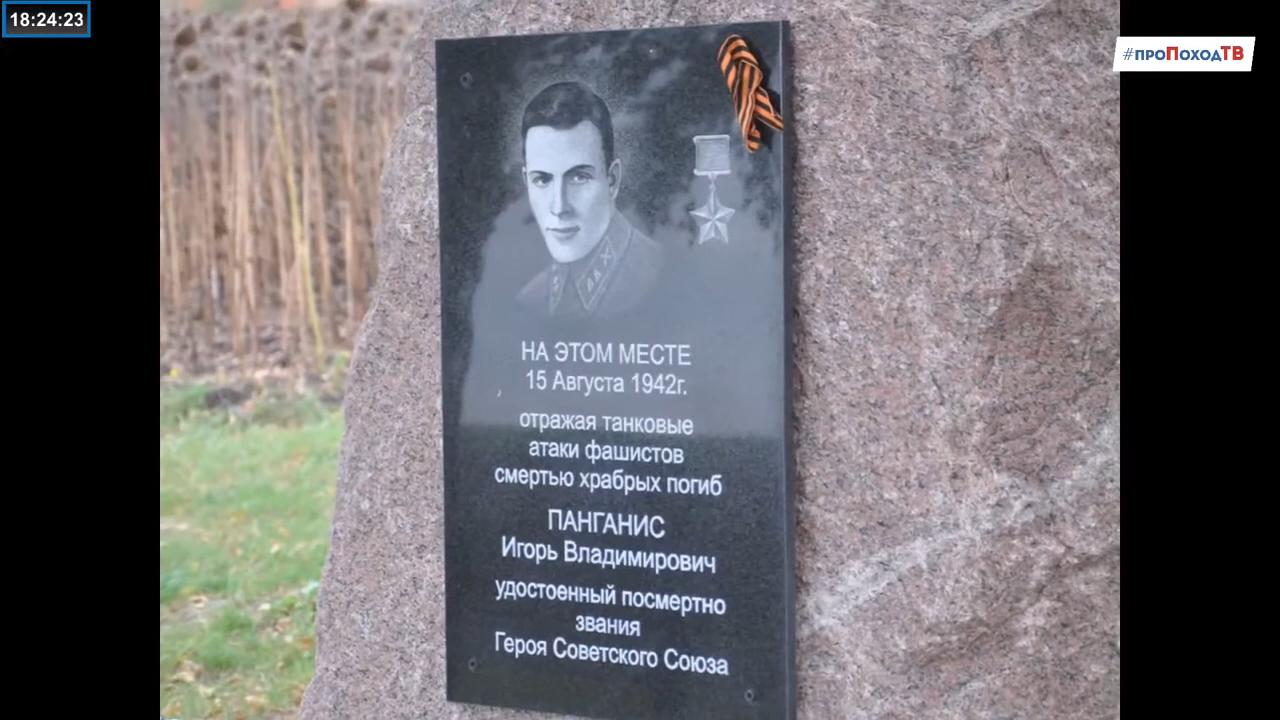 18:24:23
#проПоходТВ
НА ЭТОМ МЕСТЕ
15 Августа 1942г.
отражая танковые
атаки фашистов
смертью храбрых погиб
ПАНГАНИС
Игорь Владимирович
удостоенный посмертно
звания
Героя Советского Союза